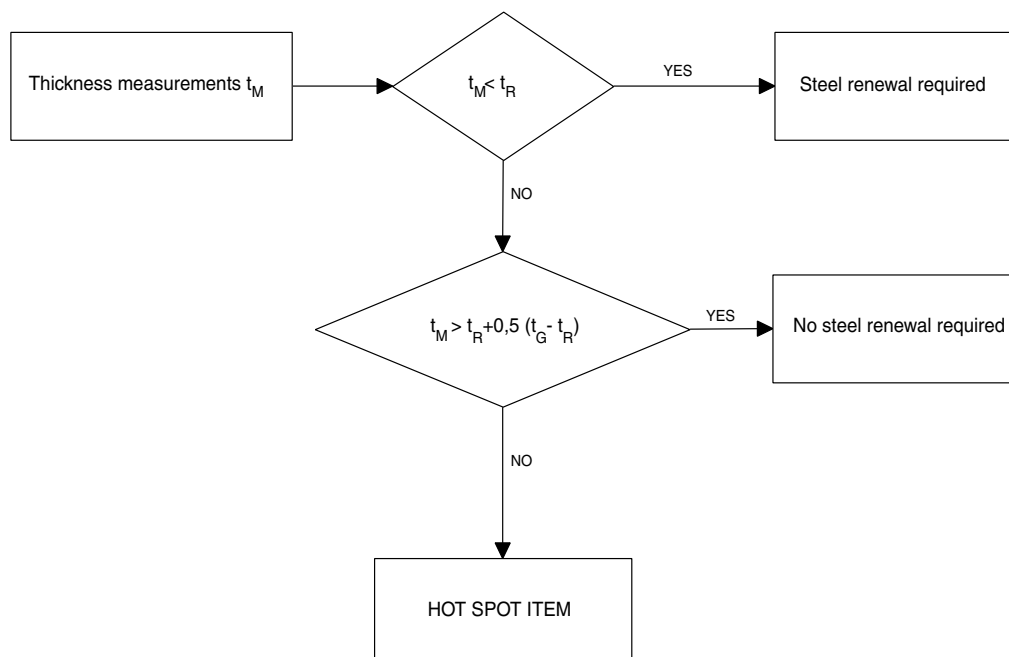 Thickness measurements t_M
t_M < t_R
YES
Steel renewal required
NO
t_M > t_R+0,5 (t_G - t_R)
YES
No steel renewal required
NO
HOT SPOT ITEM